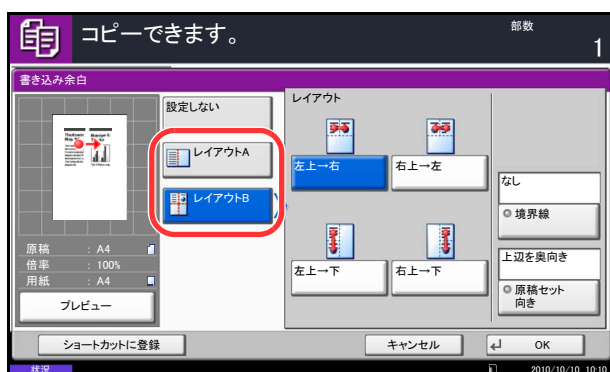 コピーできます。
部数
1
書き込み余白
設定しない
レイアウトA
レイアウトB
レイアウト
左上→右
右上→左
左上→下
右上→下
なし
境界線
上辺を奥向き
原稿セット
向き
原稿 : A4
倍率 : 100%
用紙 : A4
プレビュー
ショートカットに登録
キャンセル
OK
状況
2010/10/10 10:10